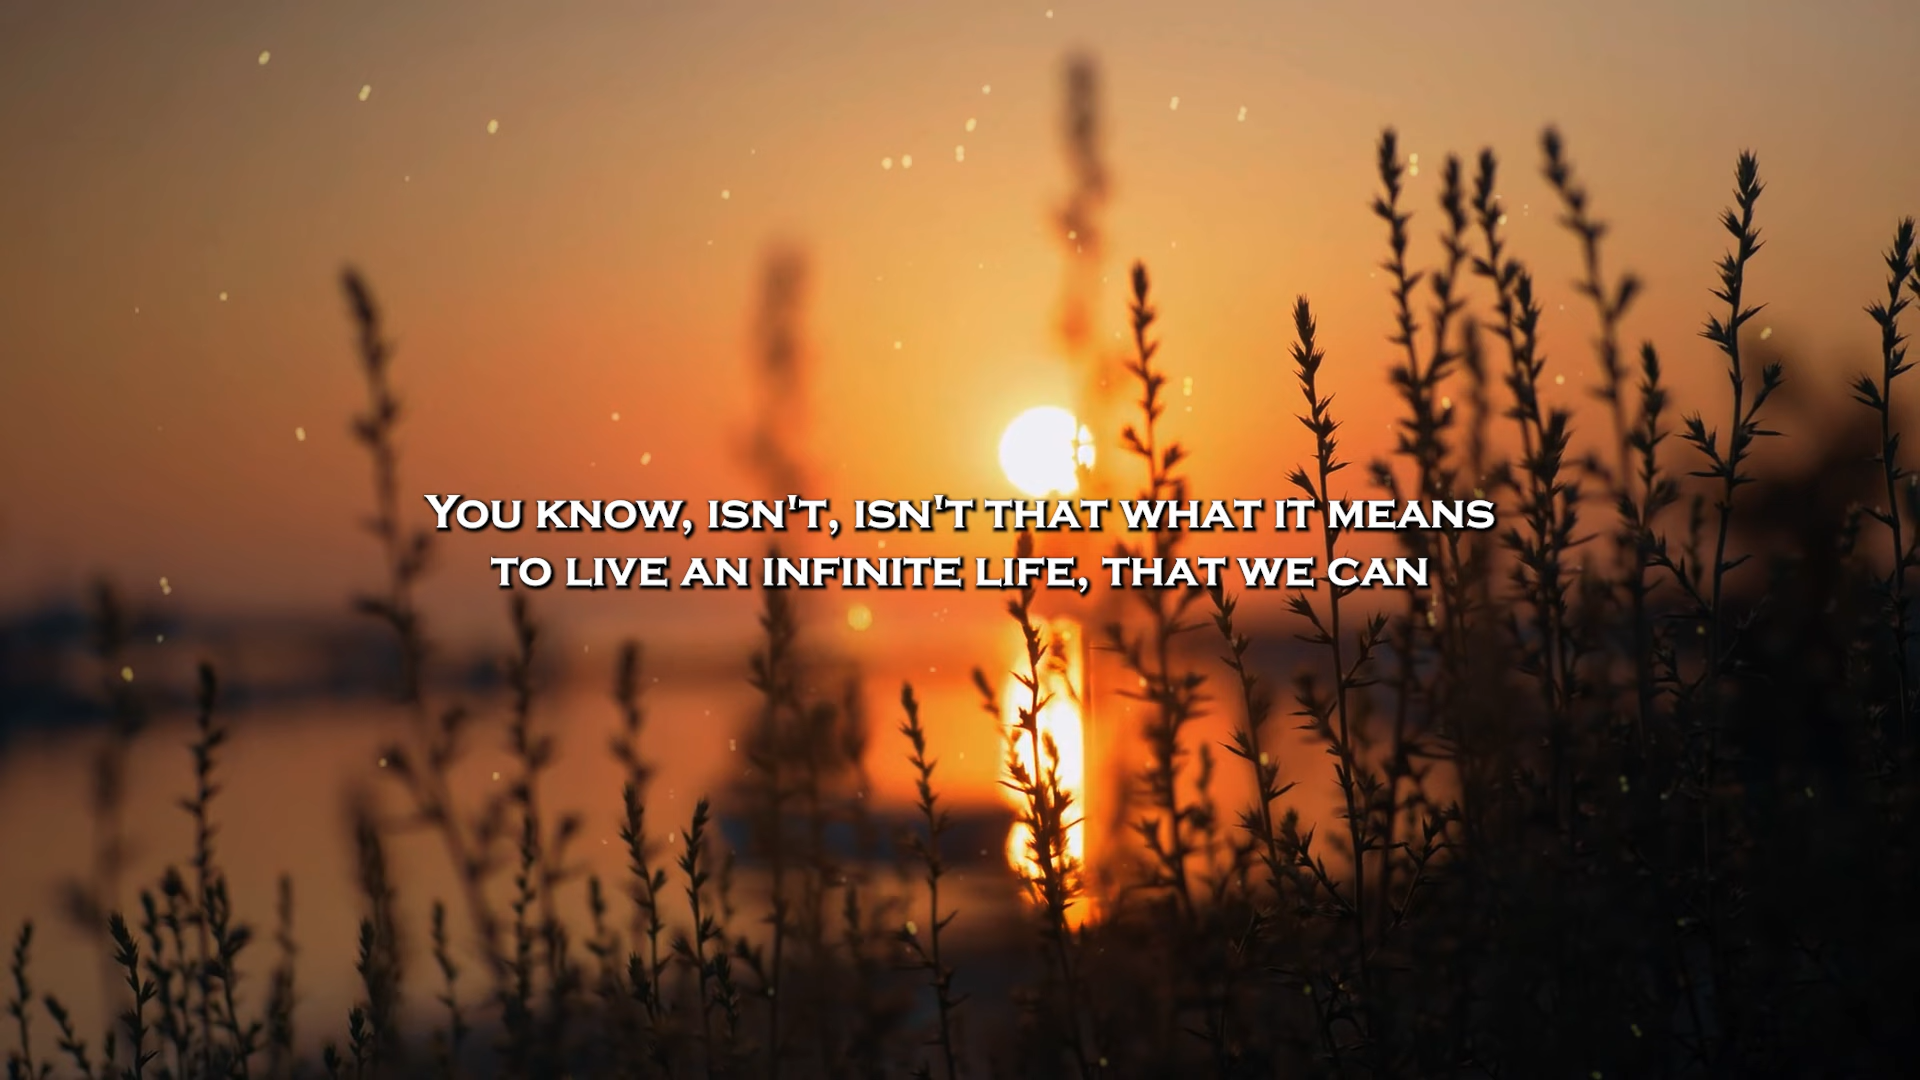 You know, isn't, isn't that what it means
to live an infinite life, that we can